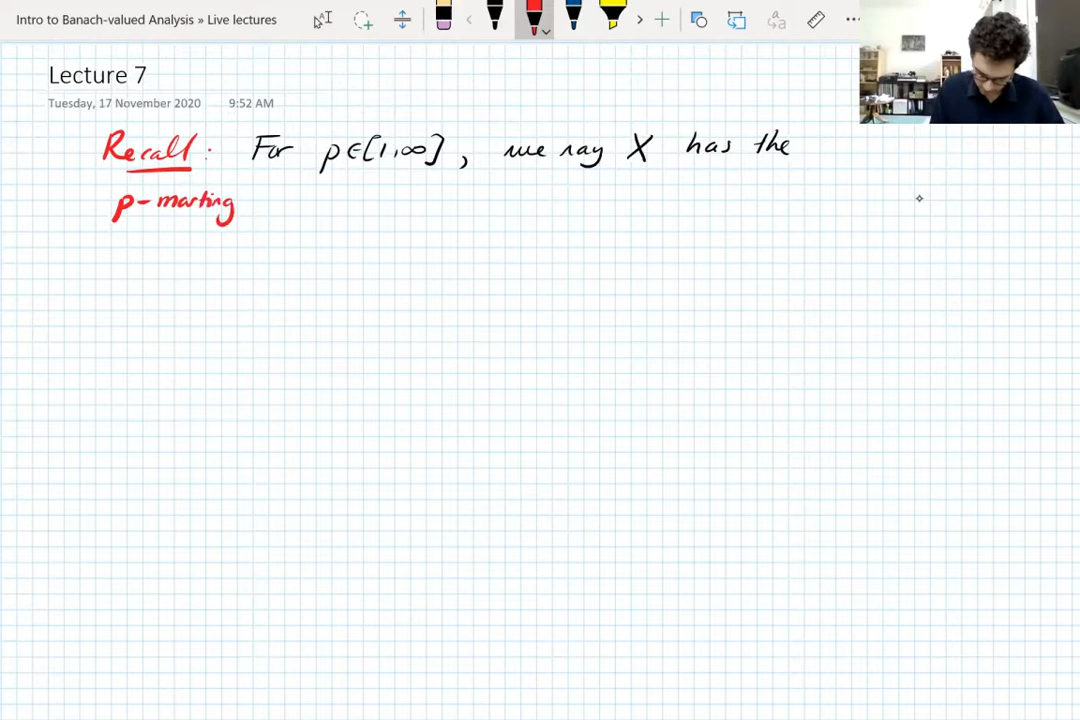 Intro to Banach-valued Analysis » Live lectures
Lecture 7
Tuesday, 17 November 2020 9:52 AM
Recall: For p∈[1,∞], we say X has the
p-marting